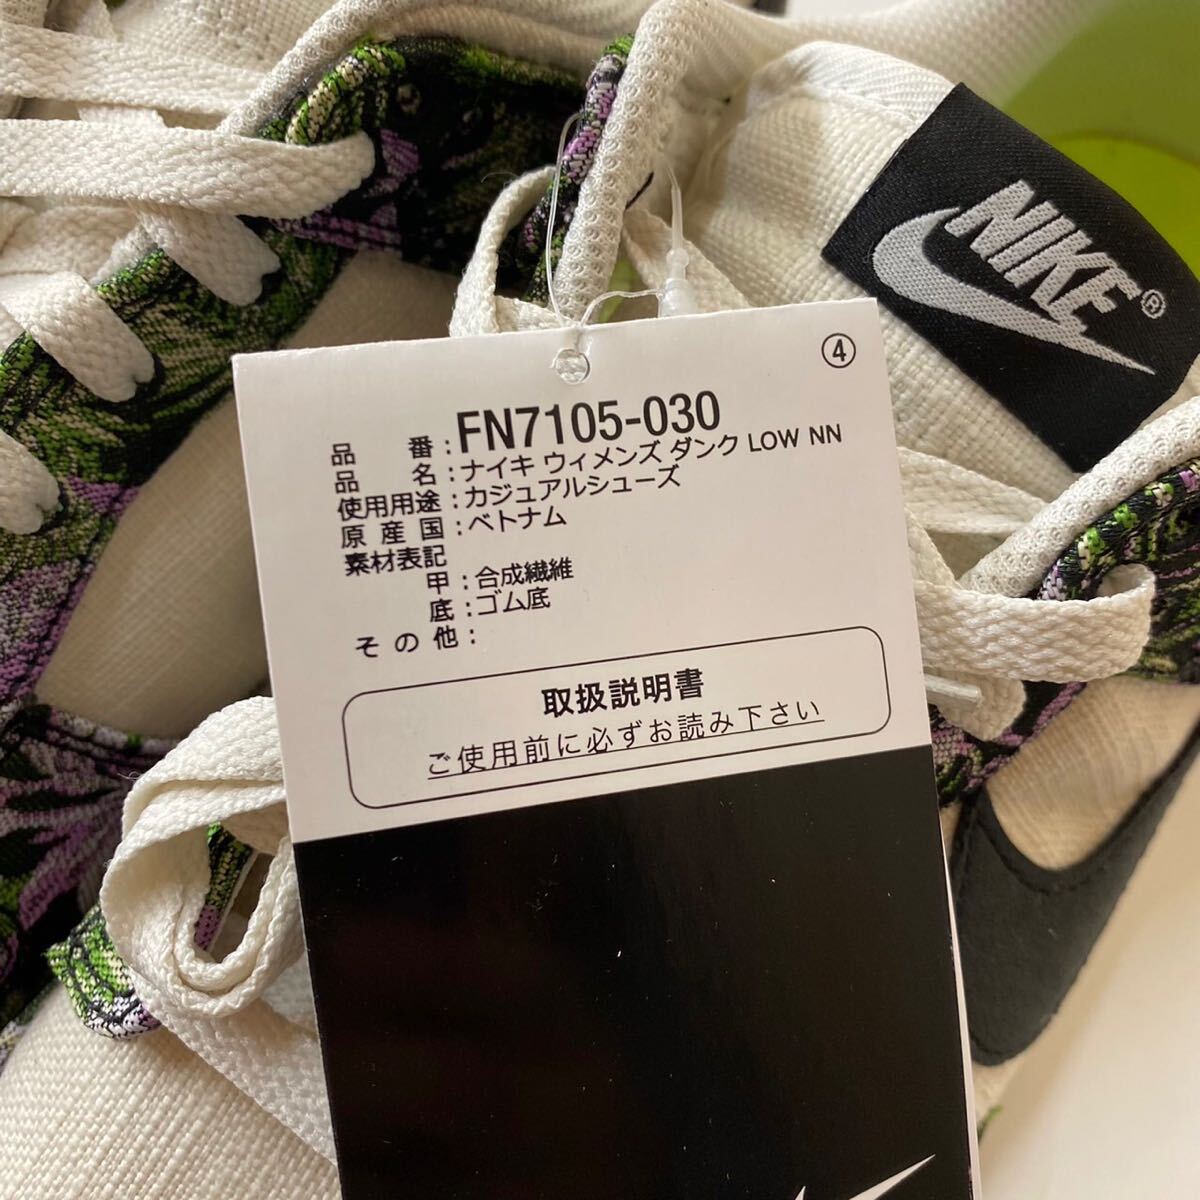 NIKE®
④
品番:FN7105-030
品名:ナイキ ウィメンズ ダンク LOW NN
使用用途:カジュアルシューズ
原産国:ベトナム
素材表記
甲:合成繊維
底:ゴム底
その他:
取扱説明書
ご使用前に必ずお読み下さい